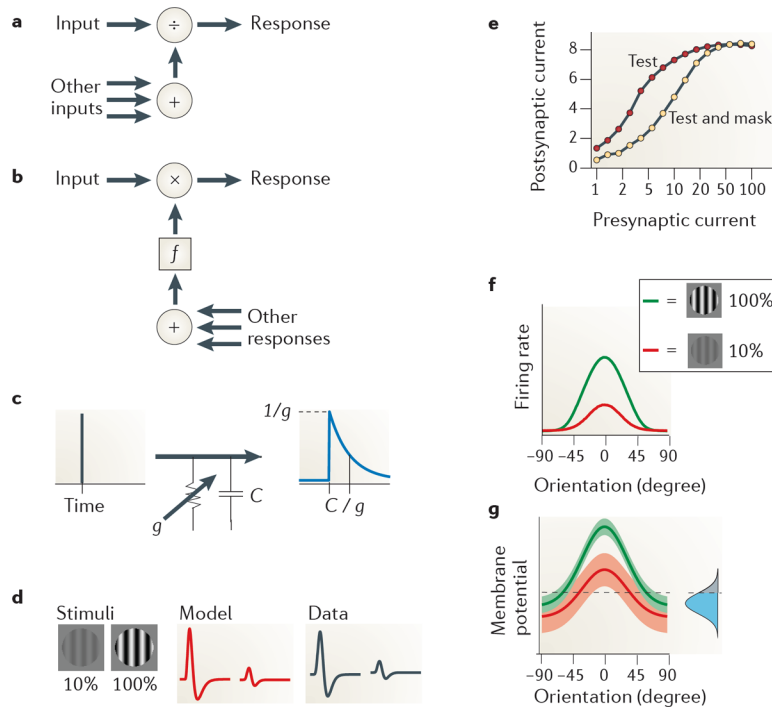 a
Input
÷
Response
Other
inputs
+
b
Input
×
Response
f
+
Other
responses
c
Time
g
C
1/g
C / g
d
Stimuli
Model
Data
10%
100%
e
Postsynaptic current
8
6
4
2
0
Test
Test and mask
1 2 5 10 20 50 100
Presynaptic current
f
= 100%
= 10%
Firing rate
–90 –45 0 45 90
Orientation (degree)
g
Membrane
potential
–90 –45 0 45 90
Orientation (degree)